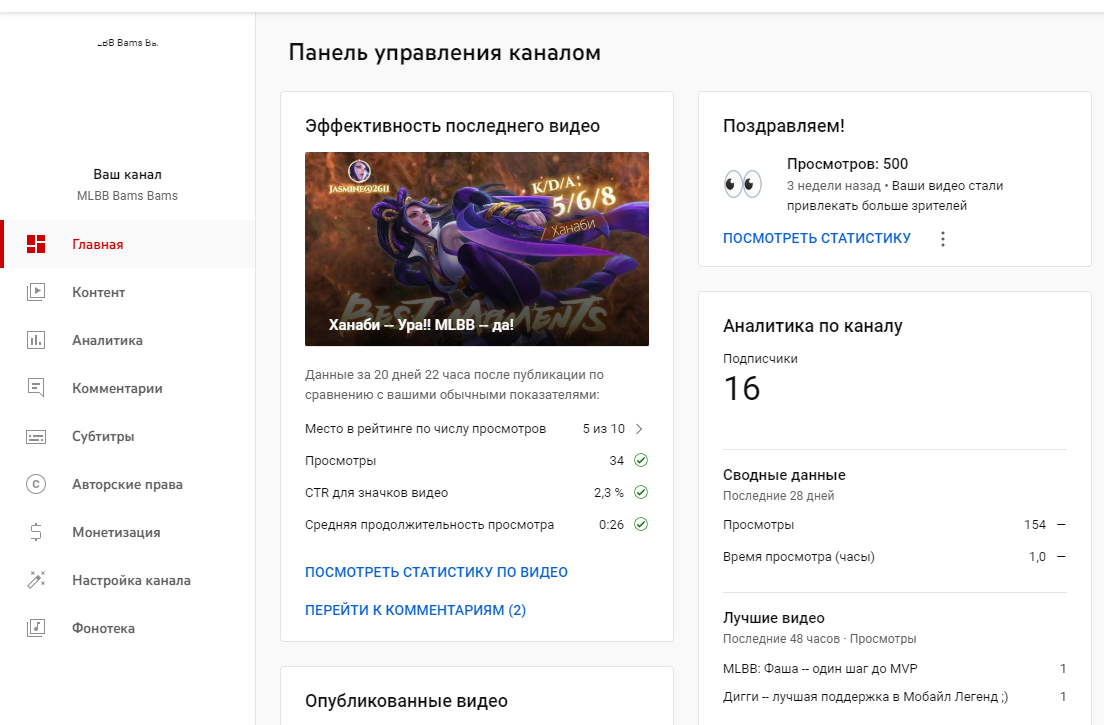 MLBB Bams Bams
Ваш канал
MLBB Bams Bams
Главная
Контент
Аналитика
Комментарии
Субтитры
Авторские права
Монетизация
Настройка канала
Фонотека
Панель управления каналом
Эффективность последнего видео
JASMINE@2611
K/D/A:
5/6/8
Ханаби
BEST MOMENTS
Ханаби -- Ура!! MLBB -- да!
Данные за 20 дней 22 часа после публикации по
сравнению с вашими обычными показателями:
Место в рейтинге по числу просмотров 5 из 10
Просмотры 34
CTR для значков видео 2,3 %
Средняя продолжительность просмотра 0:26
ПОСМОТРЕТЬ СТАТИСТИКУ ПО ВИДЕО
ПЕРЕЙТИ К КОММЕНТАРИЯМ (2)
Опубликованные видео
Поздравляем!
Просмотров: 500
3 недели назад • Ваши видео стали
привлекать больше зрителей
ПОСМОТРЕТЬ СТАТИСТИКУ
Аналитика по каналу
Подписчики
16
Сводные данные
Последние 28 дней
Просмотры 154 —
Время просмотра (часы) 1,0 —
Лучшие видео
Последние 48 часов · Просмотры
MLBB: Фаша -- один шаг до MVP 1
Дигги -- лучшая поддержка в Мобайл Легенд ;) 1